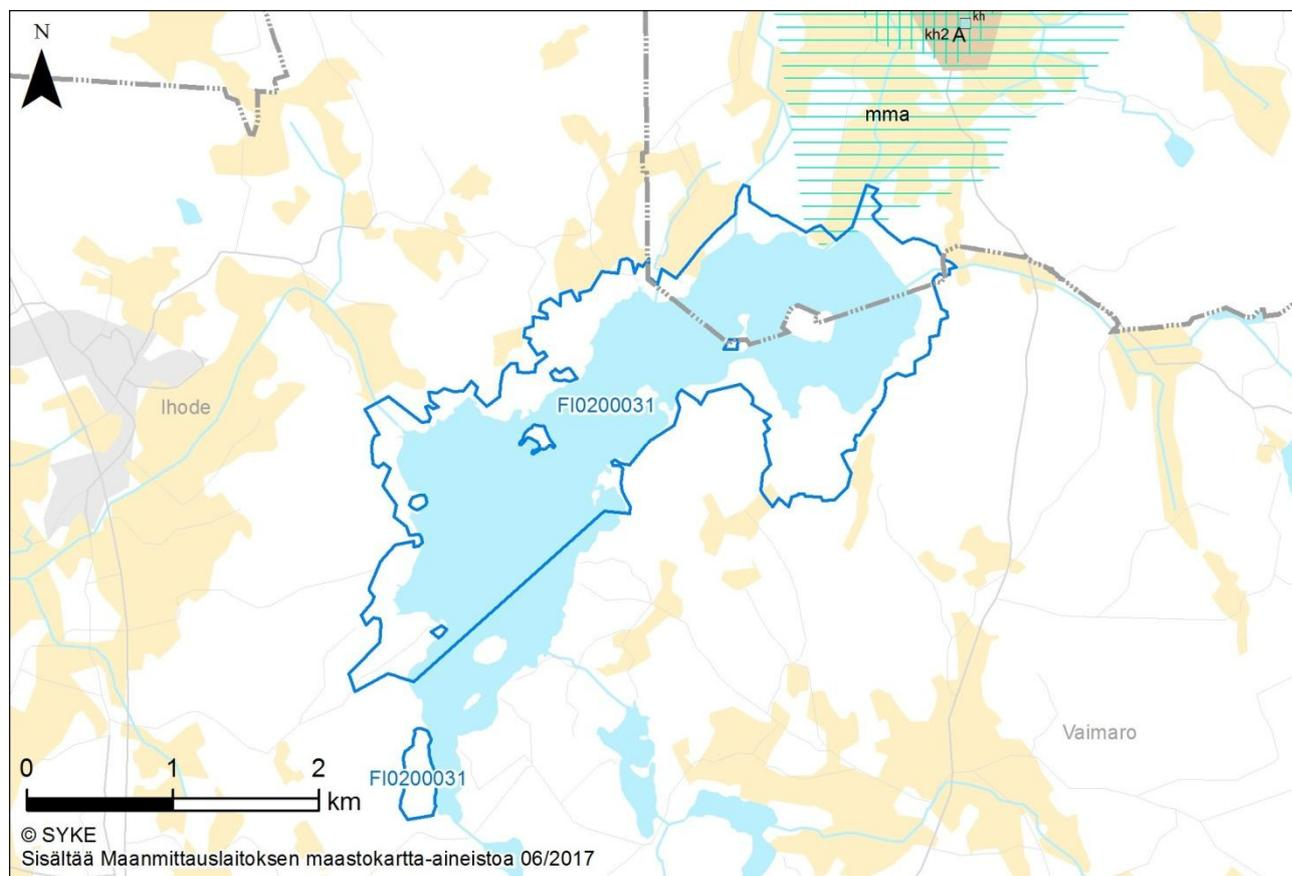 N
kh
kh2 A
mma
FI0200031
Ihode
Vaimaro
FI0200031
0 1 2
km
© SYKE
Sisältää Maanmittauslaitoksen maastokartta-aineistoa 06/2017